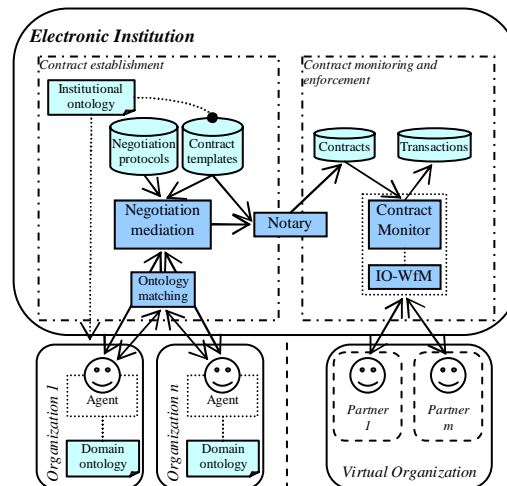 Electronic Institution
Contract establishment
Contract monitoring and
enforcement
Institutional
ontology
Negotiation
protocols
Contract
templates
Contracts
Transactions
Negotiation
mediation
Notary
Contract
Monitor
IO-WfM
Ontology
matching
Organization 1
Agent
Domain
ontology
Organization n
Agent
Domain
ontology
Partner
1
Partner
m
Virtual Organization